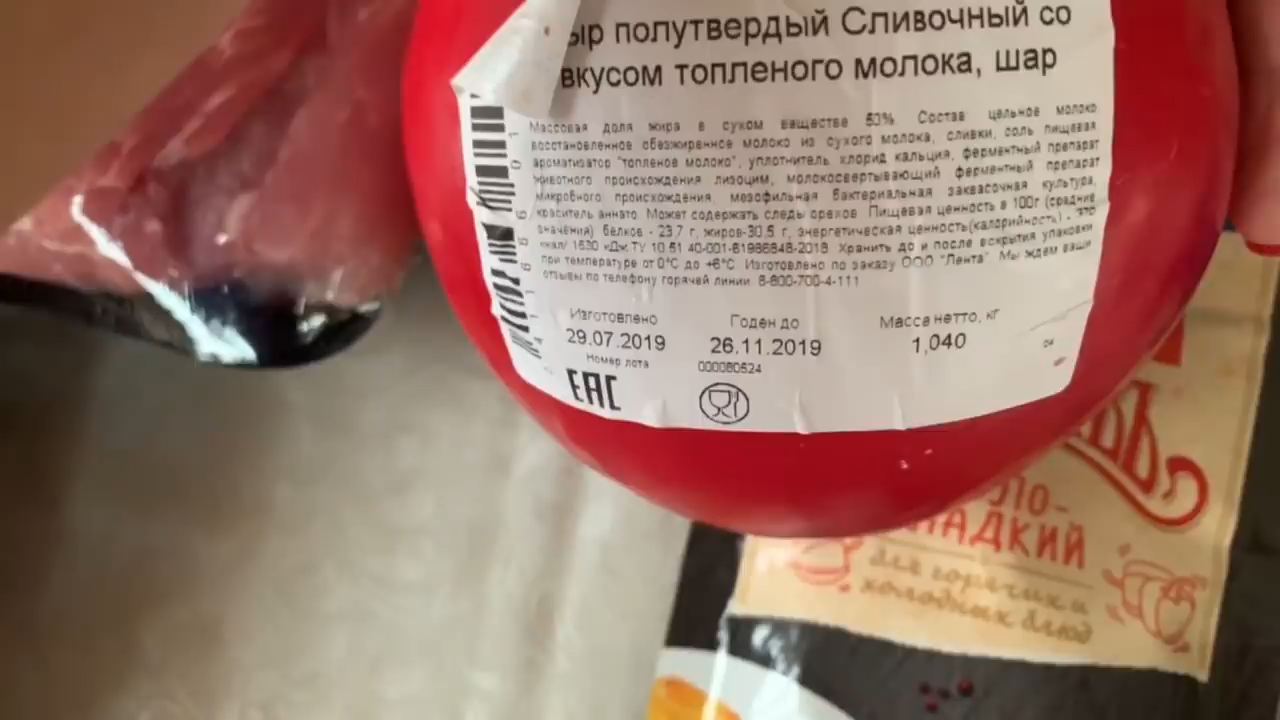 ыр полутвердый Сливочный со
вкусом топленого молока, шар
Массовая доля жира в сухом веществе 50% Состав цельное молоко
восстановленное обезжиренное молоко из сухого молока, сливки, соль пищевая
ароматизатор "топленое молоко", уплотнитель хлорид кальция, ферментный препарат
животного происхождения лизоцим, молокосвертывающий ферментный препарат
микробного происхождения, мезофильная бактериальная заквасочная культура,
краситель аннато. Может содержать следы орехов Пищевая ценность в 100г (средние
значения) белков - 23,7 г, жиров-30,5 г, энергетическая ценность(калорийность) -
ккал/ 1630 кДж ТУ 10.51 40-001-61986848-2018 Хранить до и после вскрытия упаковки
при температуре от 0°С до +6°С Изготовлено по заказу ООО "Лента" Мы ждем ваши
отзывы по телефону горячей линии 8-800-700-4-111
Изготовлено Годен до Масса нетто, кг
29.07.2019 26.11.2019 1,040
Номер лота 000080524 04
ЕАС
ЛО-
АДКИЙ
для горячих и
холодных блюд